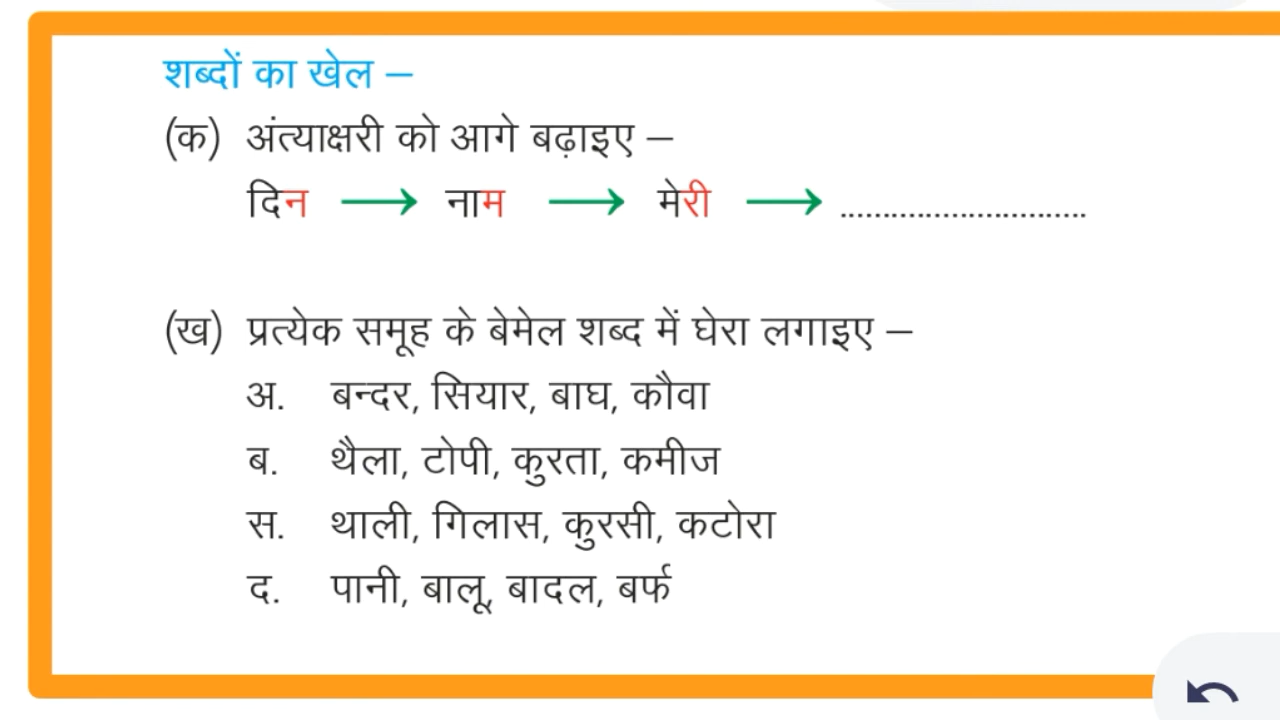 शब्दों का खेल –
(क) अंत्याक्षरी को आगे बढ़ाइए –
दिन → नाम → मेरी → .............................
(ख) प्रत्येक समूह के बेमेल शब्द में घेरा लगाइए –
अ. बन्दर, सियार, बाघ, कौवा
ब. थैला, टोपी, कुरता, कमीज
स. थाली, गिलास, कुरसी, कटोरा
द. पानी, बालू, बादल, बर्फ